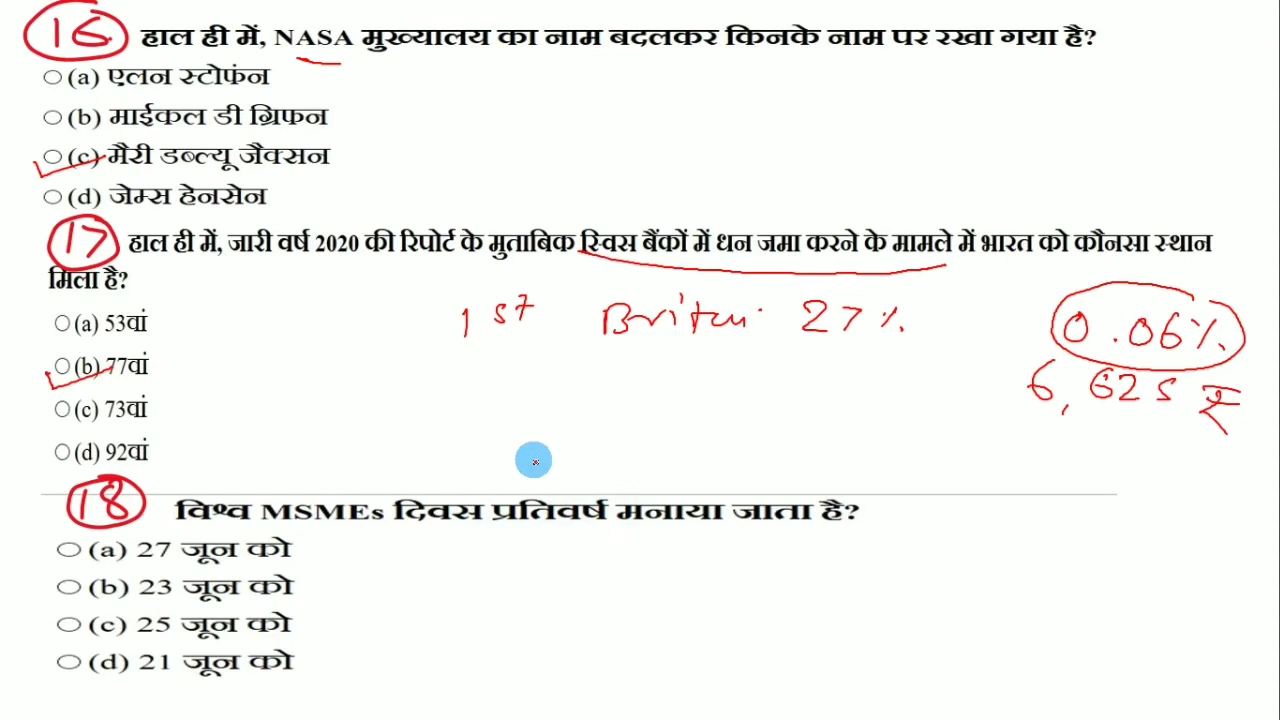 16 हाल ही में, NASA मुख्यालय का नाम बदलकर किनके नाम पर रखा गया है?
(a) एलन स्टोफंन
(b) माईकल डी ग्रिफन
(c) मैरी डब्ल्यू जैक्सन
(d) जेम्स हेनसेन
17 हाल ही में, जारी वर्ष 2020 की रिपोर्ट के मुताबिक स्विस बैंकों में धन जमा करने के मामले में भारत को कौनसा स्थान
मिला है?
(a) 53वां
1st Briten 27%
0.06%
(b) 77वां
6,625 ₹
(c) 73वां
(d) 92वां
18 विश्व MSMEs दिवस प्रतिवर्ष मनाया जाता है?
(a) 27 जून को
(b) 23 जून को
(c) 25 जून को
(d) 21 जून को